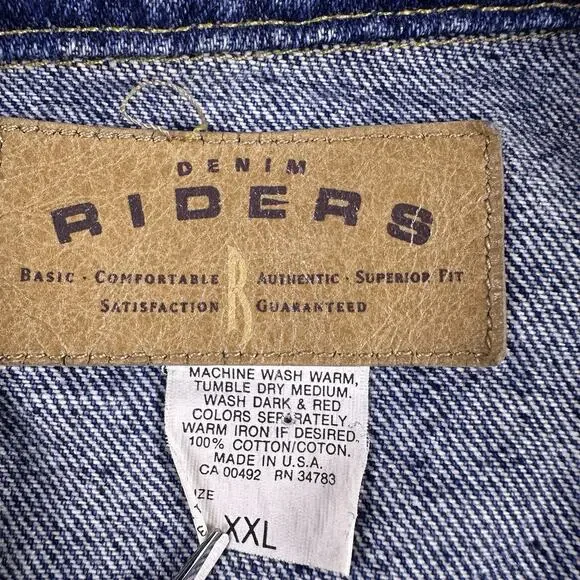 DENIM
RIDERS
BASIC · COMFORTABLE R AUTHENTIC · SUPERIOR FIT
SATISFACTION GUARANTEED
MACHINE WASH WARM,
TUMBLE DRY MEDIUM.
WASH DARK & RED
COLORS SEPARATELY
WARM IRON IF DESIRED.
100% COTTON/COTON.
MADE IN U.S.A.
CA 00492 RN 34783
XXL